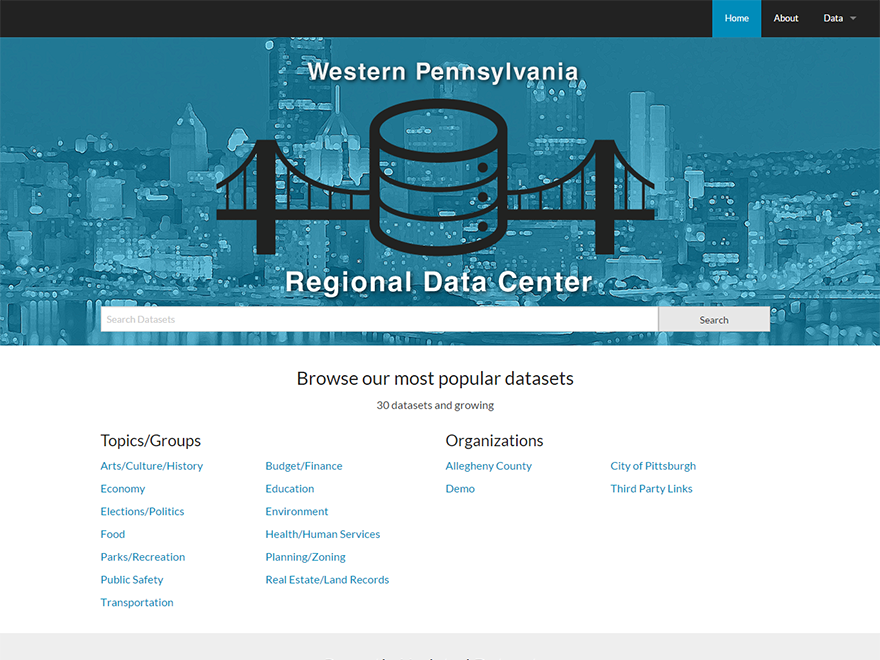 Home About Data
Western Pennsylvania
Regional Data Center
Search Datasets Search
Browse our most popular datasets
30 datasets and growing
Topics/Groups Organizations
Arts/Culture/History Budget/Finance Allegheny County City of Pittsburgh
Economy Education Demo Third Party Links
Elections/Politics Environment
Food Health/Human Services
Parks/Recreation Planning/Zoning
Public Safety Real Estate/Land Records
Transportation